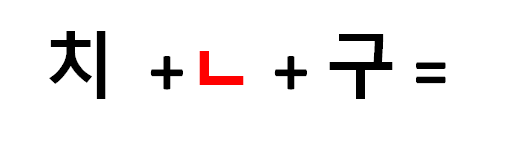 치 +ㄴ + 구 =